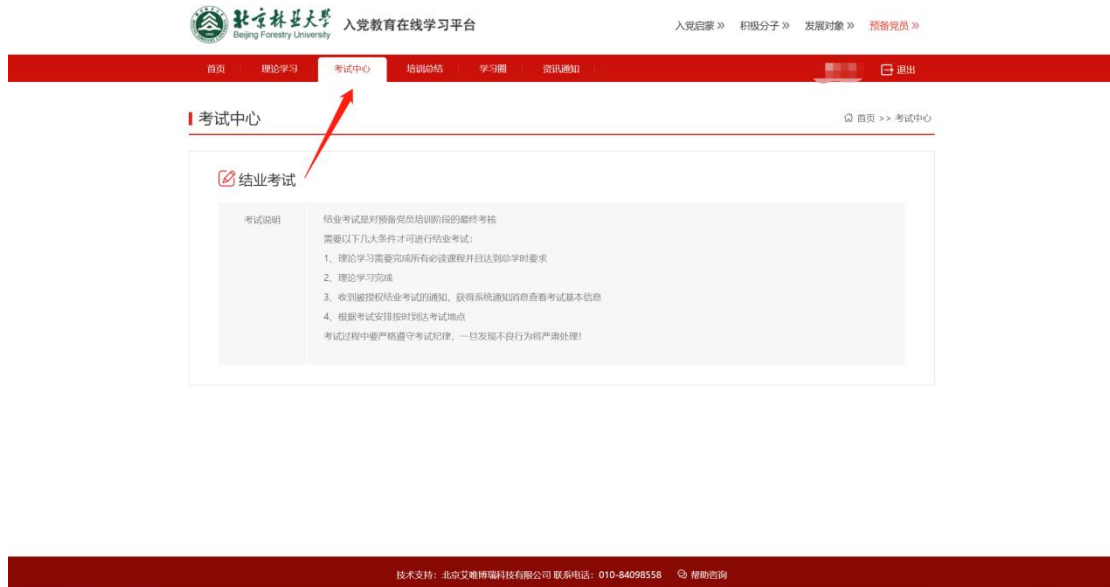 北京林业大学
Beijing Forestry University
入党教育在线学习平台
入党启蒙 » 积极分子 » 发展对象 » 预备党员 »
首页 理论学习 考试中心 培训总结 学习圈 资讯通知 退出
考试中心
首页 >> 考试中心
结业考试
考试说明
结业考试是对预备党员培训阶段的最终考核
需要以下几大条件才可进行结业考试:
1、理论学习需要完成所有必读课程并且达到总学时要求
2、理论学习完成
3、收到被授权结业考试的通知，获得系统通知消息查看考试基本信息
4、根据考试安排按时到达考试地点
考试过程中要严格遵守考试纪律，一旦发现不良行为将严肃处理!
技术支持：北京艾唯博瑞科技有限公司 联系电话：010-84098558 帮助咨询